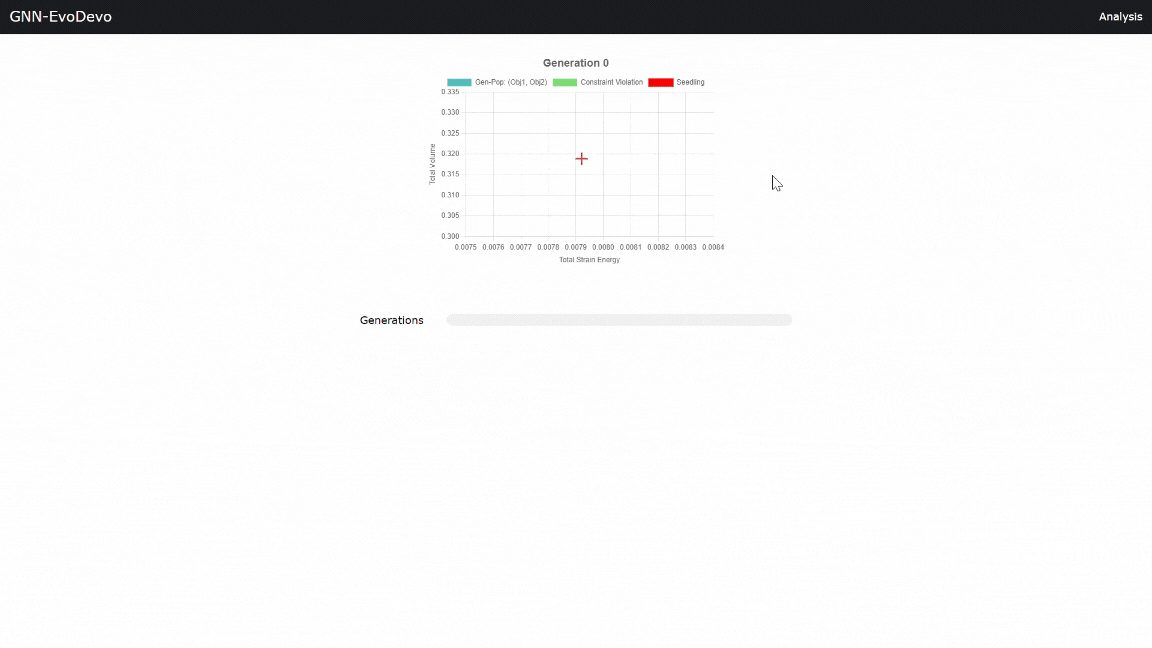 GNN-EvoDevo Analysis
Generation 0
Gen-Pop: (Obj1, Obj2) Constraint Violation Seedling
0.335
0.330
0.325
0.320
0.315
0.310
0.305
0.300
Total Volume
0.0075 0.0076 0.0077 0.0078 0.0079 0.0080 0.0081 0.0082 0.0083 0.0084
Total Strain Energy
Generations